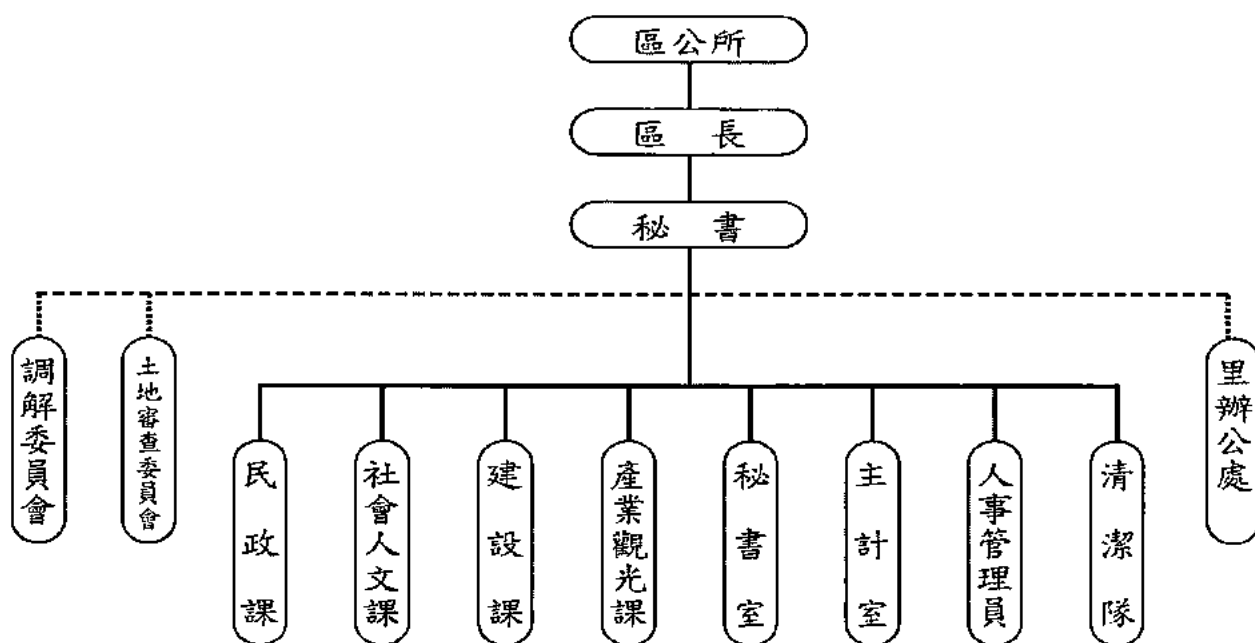 區公所
區長
秘書
調解委員會
土地審查委員會
里辦公處
民政課
社會人文課
建設課
產業觀光課
秘書室
主計室
人事管理員
清潔隊